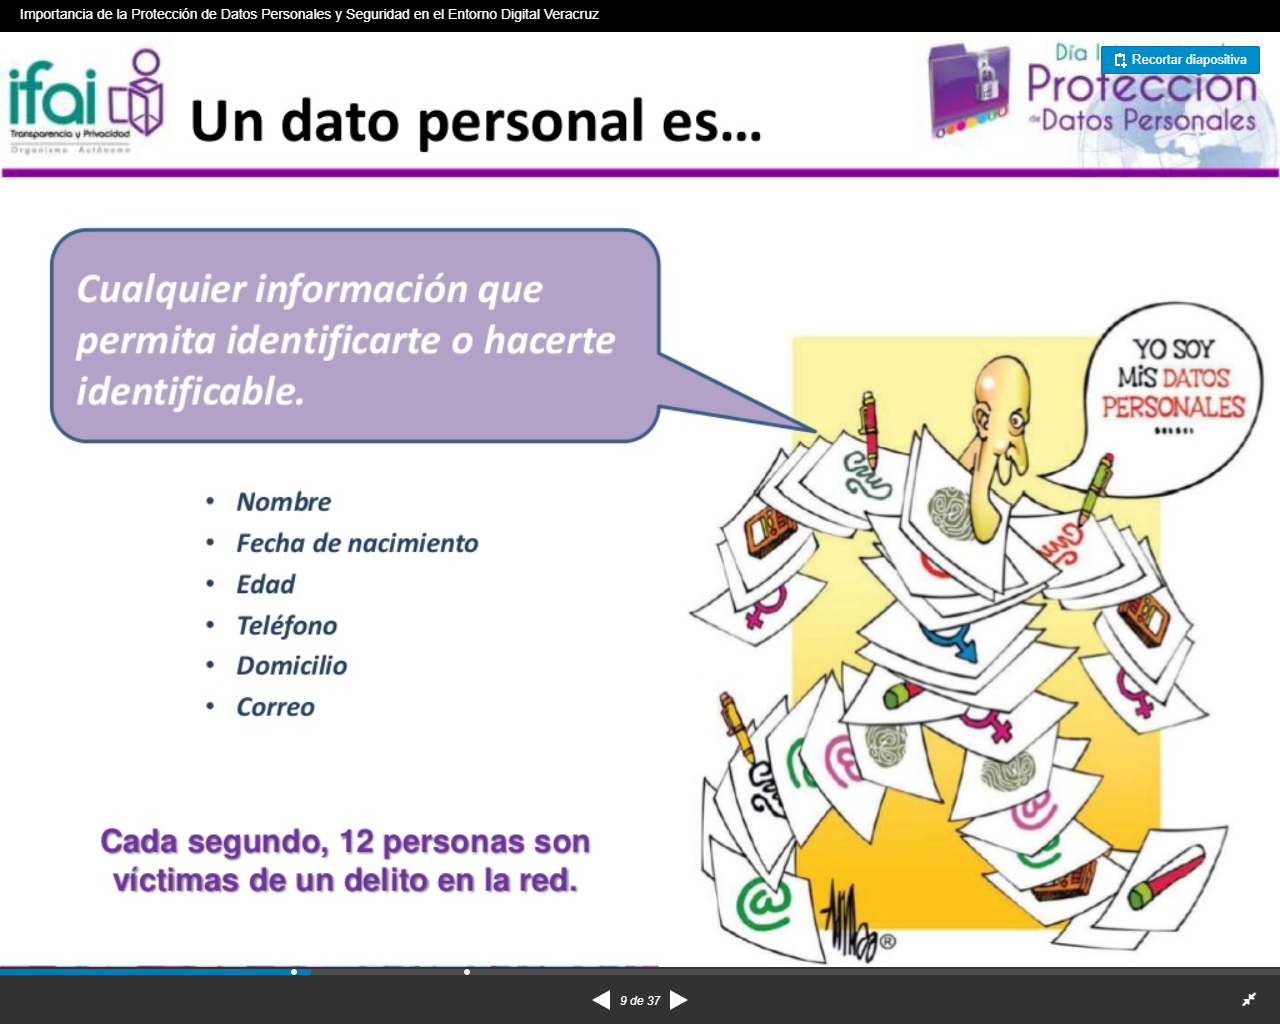 Importancia de la Protección de Datos Personales y Seguridad en el Entorno Digital Veracruz
ifai
Transparencia y Privacidad
Organismo Autónomo
Un dato personal es...
Día
Recortar diapositiva
Protección
de Datos Personales
Cualquier información que
permita identificarte o hacerte
identificable.
YO SOY
MIS DATOS
PERSONALES
.....
• Nombre
• Fecha de nacimiento
• Edad
• Teléfono
• Domicilio
• Correo
Cada segundo, 12 personas son
víctimas de un delito en la red.
®
9 de 37